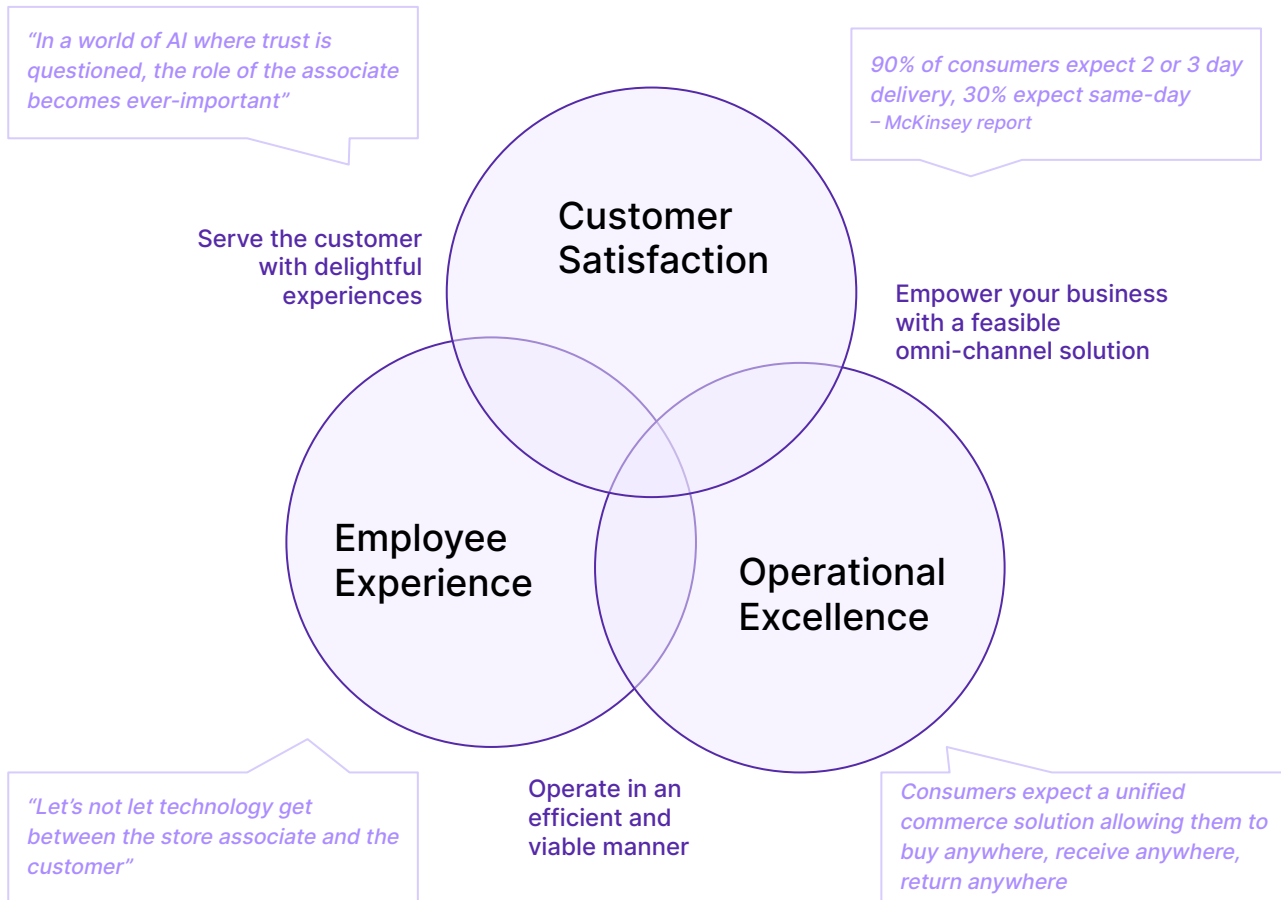 “In a world of AI where trust is
questioned, the role of the associate
becomes ever-important”
90% of consumers expect 2 or 3 day
delivery, 30% expect same-day
– McKinsey report
Customer
Satisfaction
Serve the customer
with delightful
experiences
Empower your business
with a feasible
omni-channel solution
Employee
Experience
Operational
Excellence
Operate in an
efficient and
viable manner
“Let’s not let technology get
between the store associate and the
customer”
Consumers expect a unified
commerce solution allowing them to
buy anywhere, receive anywhere,
return anywhere